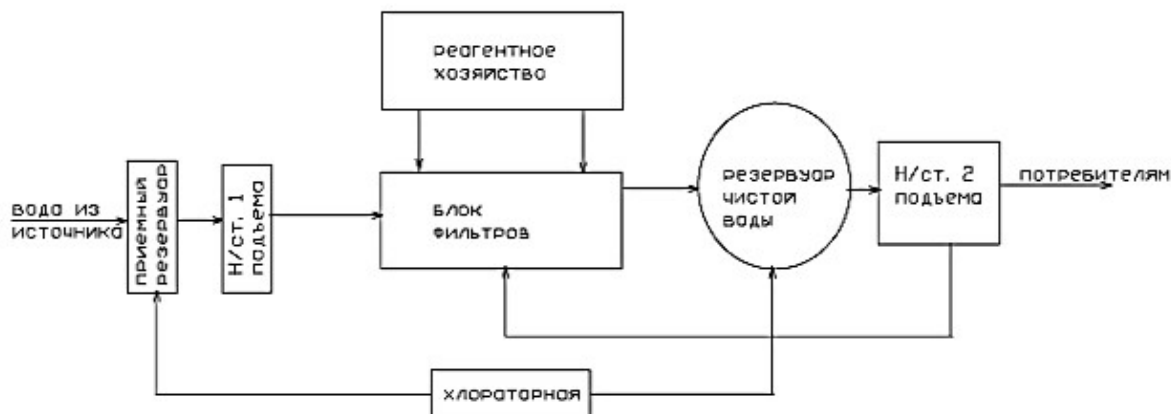 реагентное
хозяйство
вода из
источника
приемный
резервуар
Н/ст. 1
подъема
блок
фильтров
резервуар
чистой
вады
Н/ст. 2
подъема
потребителям
хлораторная